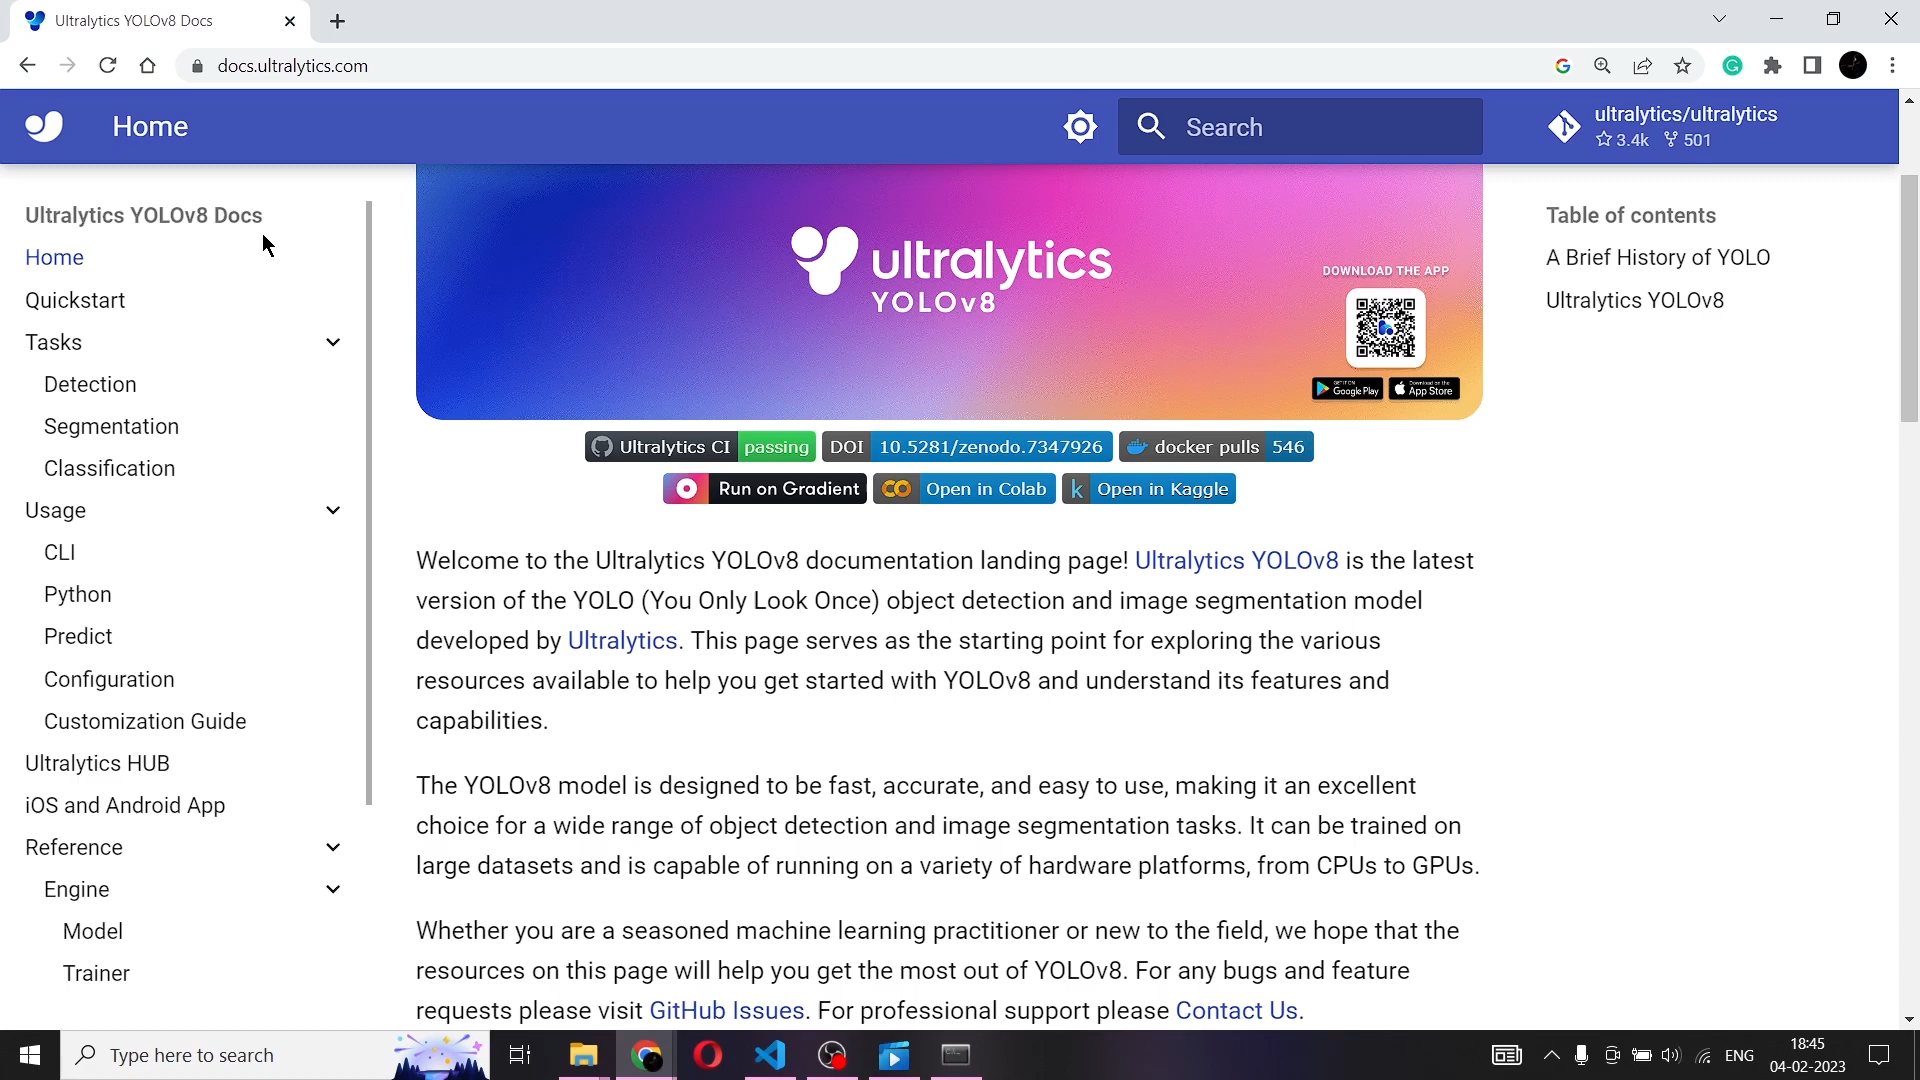 Ultralytics YOLOv8 Docs
docs.ultralytics.com
Home
Search
ultralytics/ultralytics
3.4k 501
Ultralytics YOLOv8 Docs
Home
Quickstart
Tasks
Detection
Segmentation
Classification
Usage
CLI
Python
Predict
Configuration
Customization Guide
Ultralytics HUB
iOS and Android App
Reference
Engine
Model
Trainer
ultralytics
YOLOv8
DOWNLOAD THE APP
GET IT ON
Google Play
Download on the
App Store
Ultralytics CI passing DOI 10.5281/zenodo.7347926 docker pulls 546
Run on Gradient Open in Colab k Open in Kaggle
Welcome to the Ultralytics YOLOv8 documentation landing page! Ultralytics YOLOv8 is the latest
version of the YOLO (You Only Look Once) object detection and image segmentation model
developed by Ultralytics. This page serves as the starting point for exploring the various
resources available to help you get started with YOLOv8 and understand its features and
capabilities.
The YOLOv8 model is designed to be fast, accurate, and easy to use, making it an excellent
choice for a wide range of object detection and image segmentation tasks. It can be trained on
large datasets and is capable of running on a variety of hardware platforms, from CPUs to GPUs.
Whether you are a seasoned machine learning practitioner or new to the field, we hope that the
resources on this page will help you get the most out of YOLOv8. For any bugs and feature
requests please visit GitHub Issues. For professional support please Contact Us.
Table of contents
A Brief History of YOLO
Ultralytics YOLOv8
Type here to search
ENG
18:45
04-02-2023